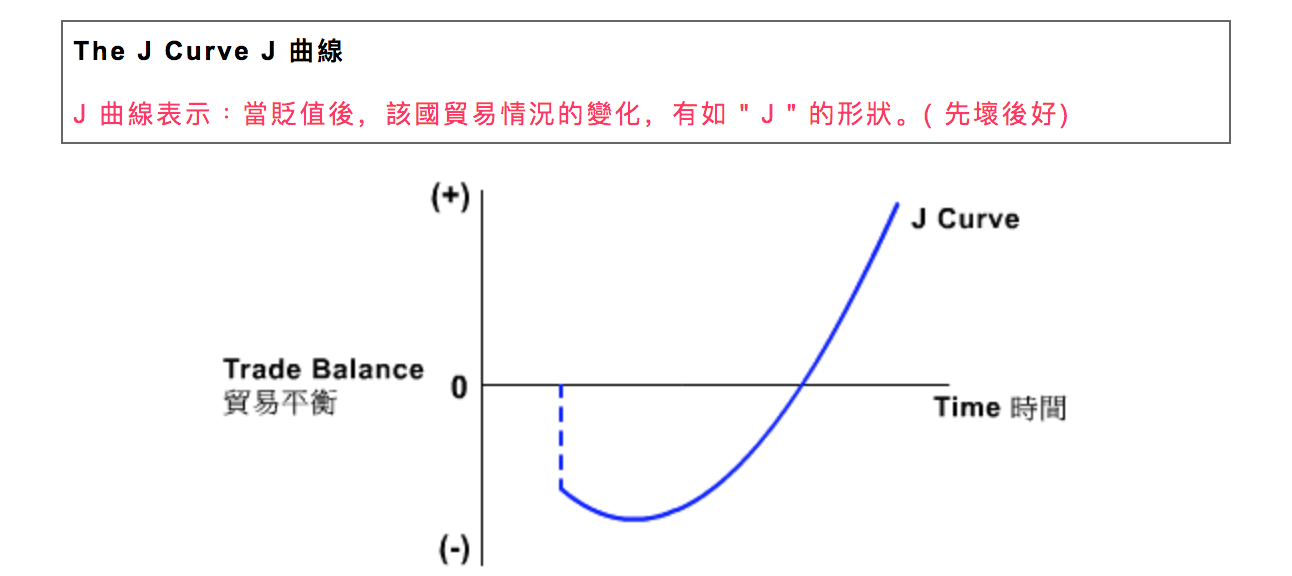 The J Curve J 曲線
J 曲線表示：當貶值後，該國貿易情況的變化，有如 " J " 的形狀。( 先壞後好)
(+)
J Curve
Trade Balance
貿易平衡
0
Time 時間
(-)